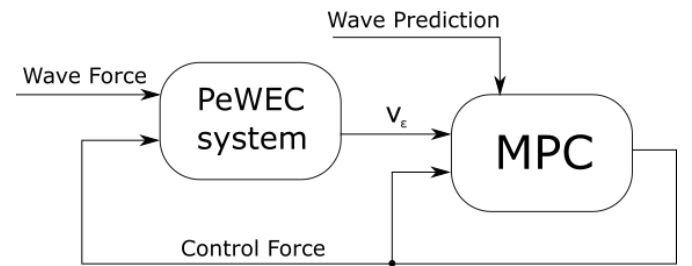 Wave Prediction
Wave Force
PeWEC
system
Vε
MPC
Control Force